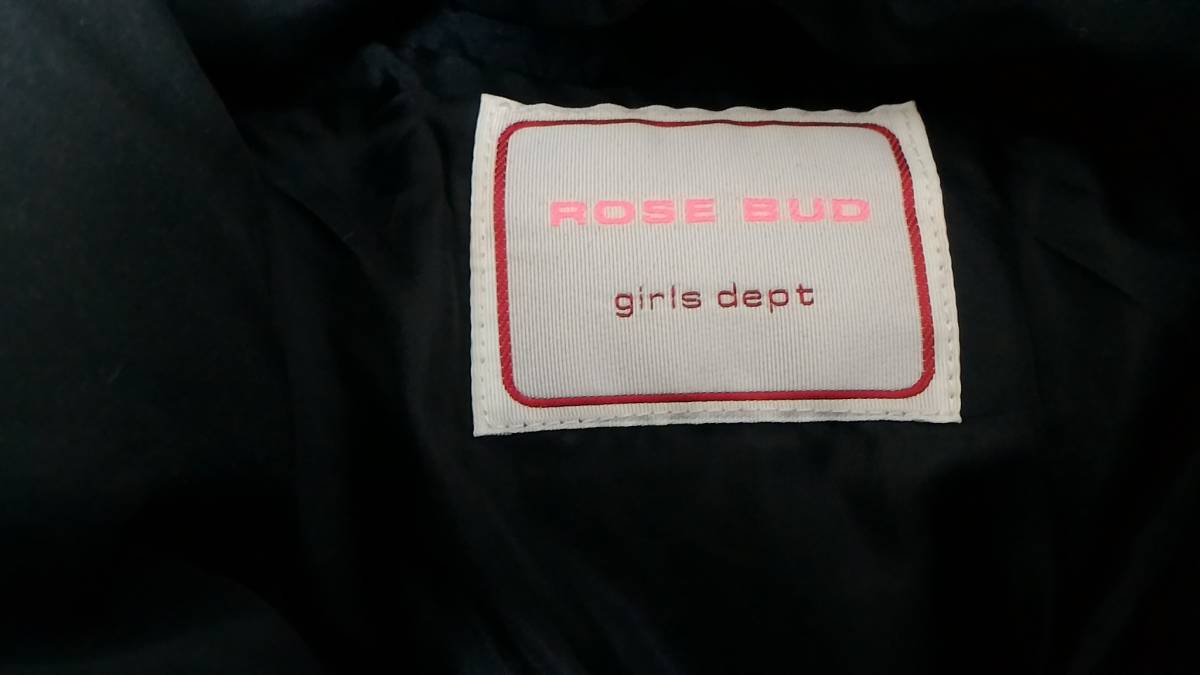 ROSE BUD
girls dept